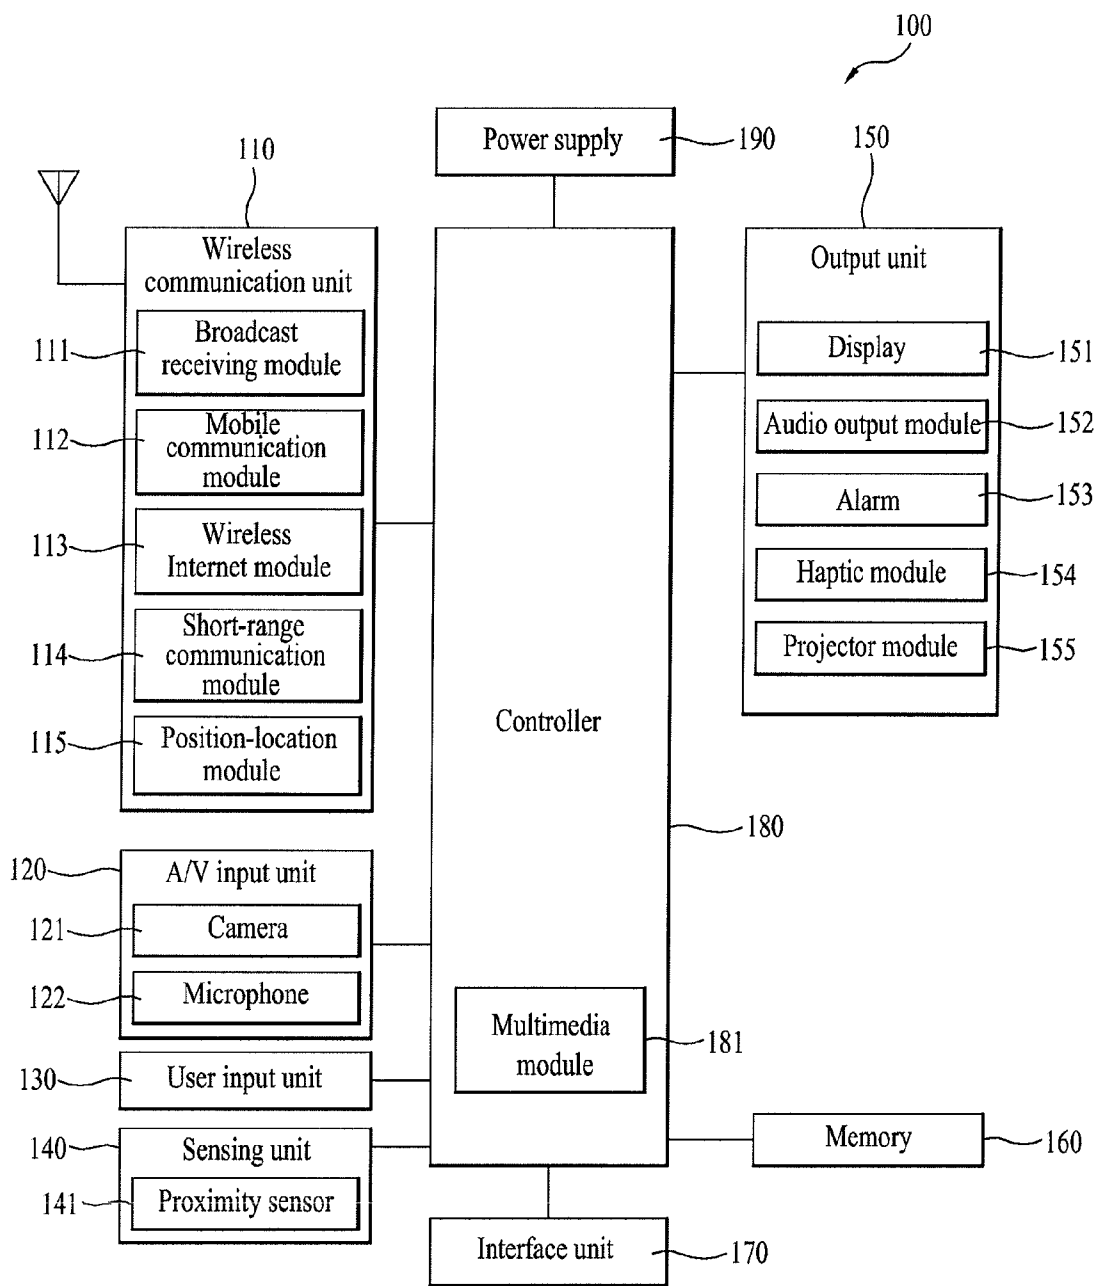 100
Power supply
190
110
150
Wireless
communication unit
Output unit
Broadcast
receiving module
111
Display
151
Mobile
communication
module
112
Audio output module
152
Wireless
Internet module
113
Alarm
153
Haptic module
154
Short-range
communication
module
114
Projector module
155
Position-location
module
115
Controller
180
120
A/V input unit
121
Camera
122
Microphone
Multimedia
module
181
130
User input unit
140
Sensing unit
141
Proximity sensor
Memory
160
Interface unit
170